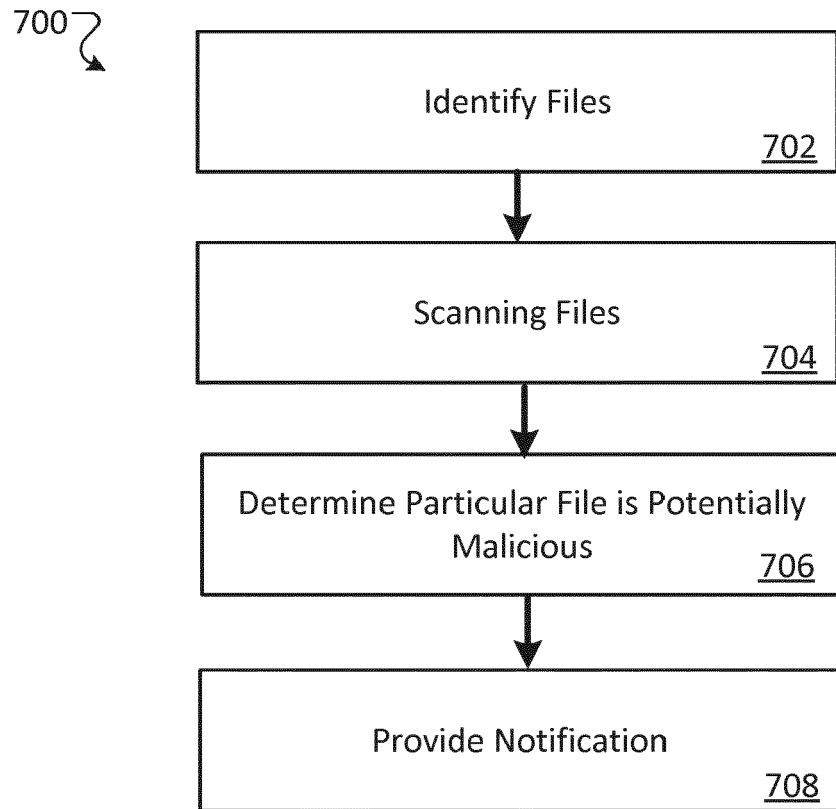 700
Identify Files
702
Scanning Files
704
Determine Particular File is Potentially
Malicious
706
Provide Notification
708